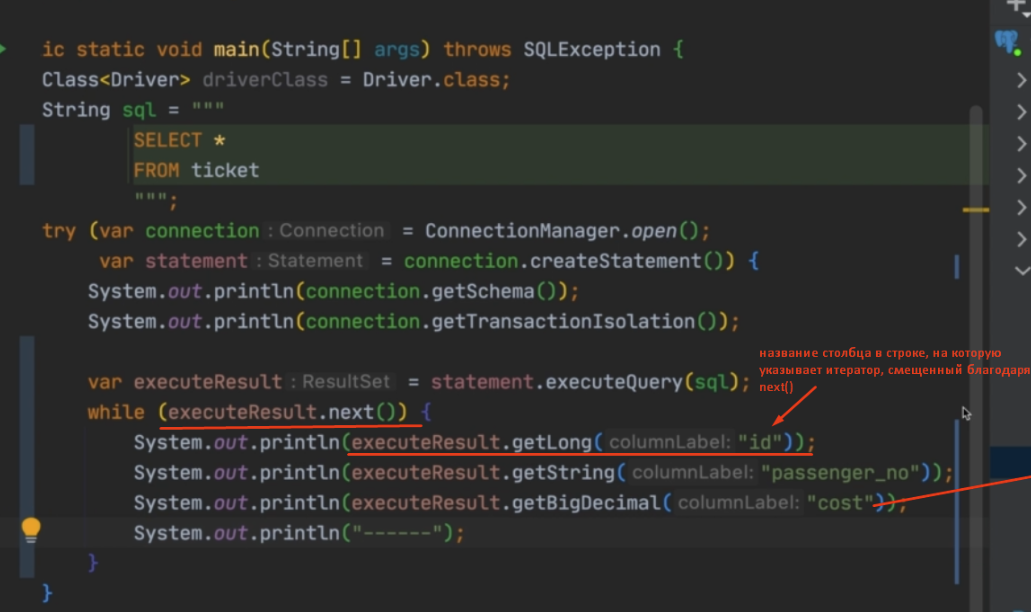 ic static void main(String[] args) throws SQLException {
Class<Driver> driverClass = Driver.class;
String sql = """
SELECT *
FROM ticket
""";
try (var connection : Connection = ConnectionManager.open();
var statement : Statement = connection.createStatement()) {
System.out.println(connection.getSchema());
System.out.println(connection.getTransactionIsolation());
название столбца в строке, на которую
указывает итератор, смещенный благодаря
next()
var executeResult : ResultSet = statement.executeQuery(sql);
while (executeResult.next()) {
System.out.println(executeResult.getLong( columnLabel: "id"));
System.out.println(executeResult.getString( columnLabel: "passenger_no"));
System.out.println(executeResult.getBigDecimal( columnLabel: "cost"));
System.out.println("------");
}
}